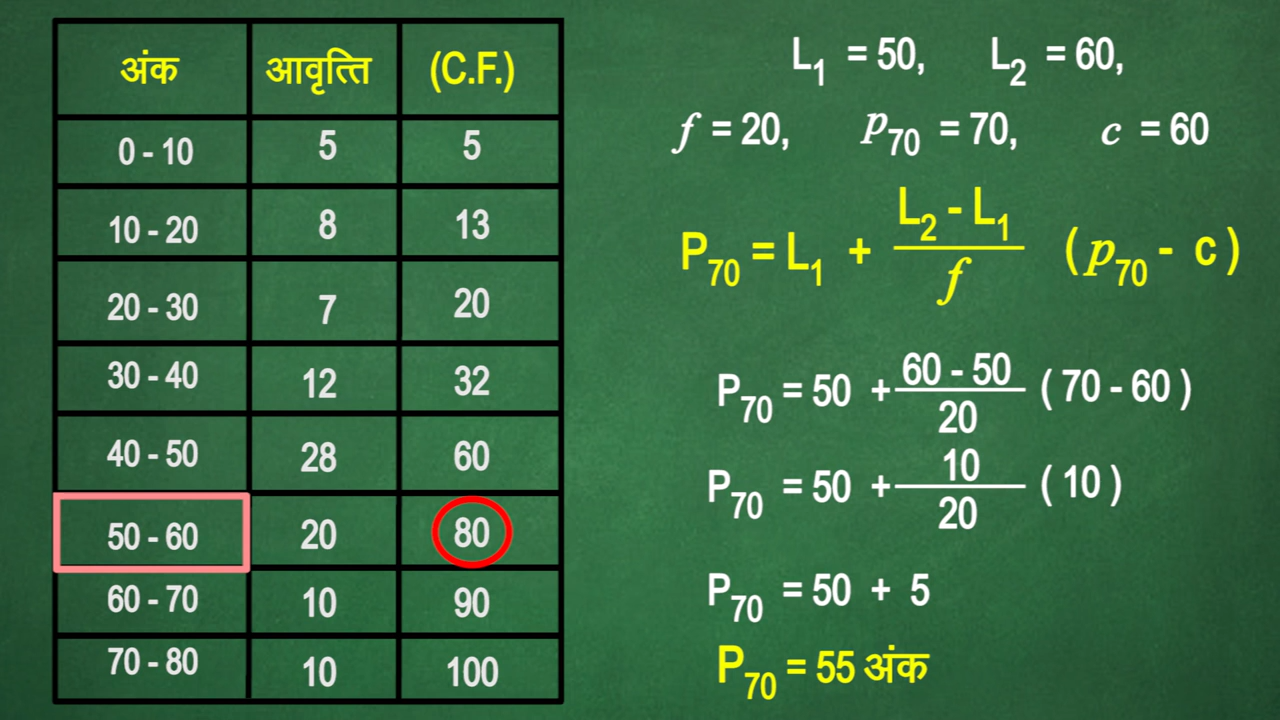 अंक आवृत्ति (C.F.)
0 - 10 5 5
10 - 20 8 13
20 - 30 7 20
30 - 40 12 32
40 - 50 28 60
50 - 60 20 80
60 - 70 10 90
70 - 80 10 100
L₁ = 50, L₂ = 60,
f = 20, p₇₀ = 70, c = 60
P₇₀ = L₁ + (L₂ - L₁)/f ( p₇₀ - c )
P₇₀ = 50 + (60 - 50)/20 ( 70 - 60 )
P₇₀ = 50 + 10/20 ( 10 )
P₇₀ = 50 + 5
P₇₀ = 55 अंक